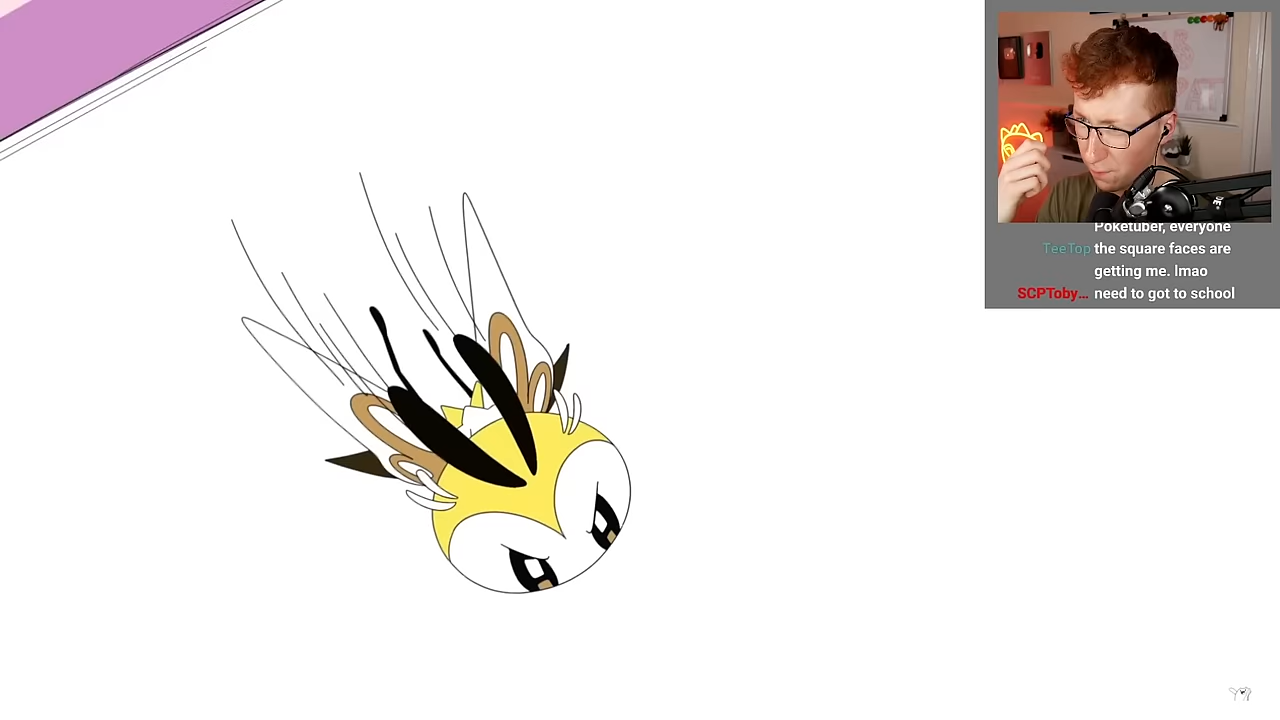 Poketuber, everyone
TeeTop the square faces are
getting me. lmao
SCPToby… need to got to school